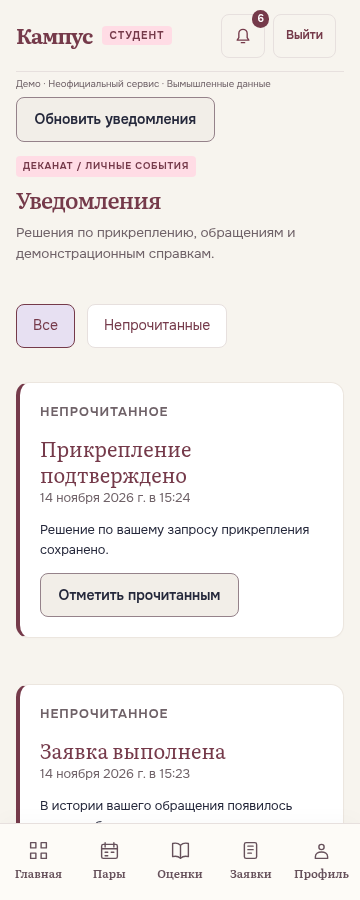 Кампус СТУДЕНТ 6 Выйти
Демо · Неофициальный сервис · Вымышленные данные
Обновить уведомления
ДЕКАНАТ / ЛИЧНЫЕ СОБЫТИЯ
Уведомления
Решения по прикреплению, обращениям и
демонстрационным справкам.
Все Непрочитанные
НЕПРОЧИТАННОЕ
Прикрепление
подтверждено
14 ноября 2026 г. в 15:24
Решение по вашему запросу прикрепления
сохранено.
Отметить прочитанным
НЕПРОЧИТАННОЕ
Заявка выполнена
14 ноября 2026 г. в 15:23
В истории вашего обращения появилось
Главная Пары Оценки Заявки Профиль